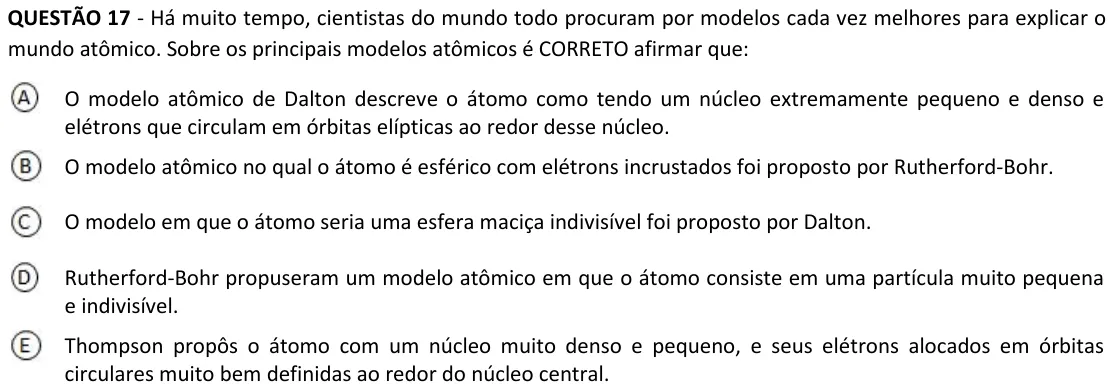 QUESTÃO 17 - Há muito tempo, cientistas do mundo todo procuram por modelos cada vez melhores para explicar o
mundo atômico. Sobre os principais modelos atômicos é CORRETO afirmar que:
A O modelo atômico de Dalton descreve o átomo como tendo um núcleo extremamente pequeno e denso e
elétrons que circulam em órbitas elípticas ao redor desse núcleo.
B O modelo atômico no qual o átomo é esférico com elétrons incrustados foi proposto por Rutherford-Bohr.
C O modelo em que o átomo seria uma esfera maciça indivisível foi proposto por Dalton.
D Rutherford-Bohr propuseram um modelo atômico em que o átomo consiste em uma partícula muito pequena
e indivisível.
E Thompson propôs o átomo com um núcleo muito denso e pequeno, e seus elétrons alocados em órbitas
circulares muito bem definidas ao redor do núcleo central.